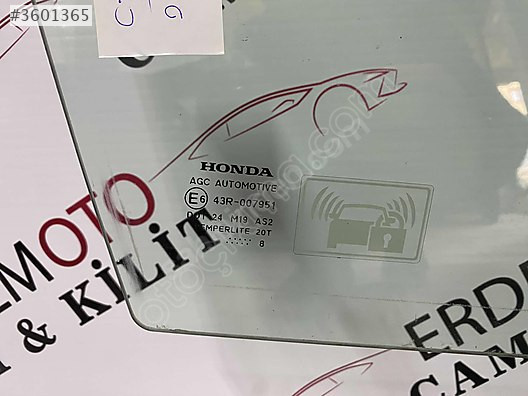 #3601365
HONDA
AGC AUTOMOTIVE
E6 43R-007951
DOT 24 M19 AS2
TEMPERLITE 20T
8
MOTO
& KİLİT
ERD
CAM